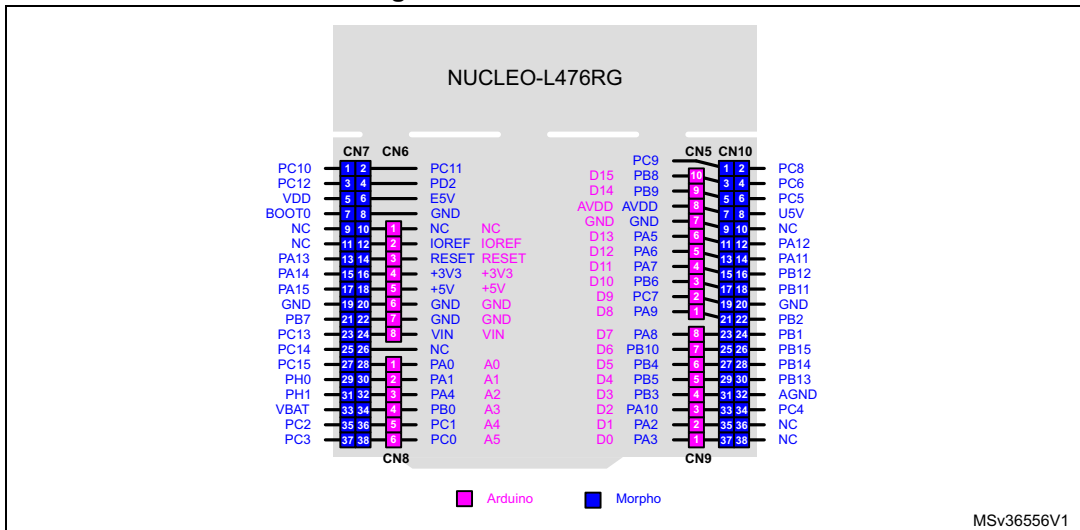 NUCLEO-L476RG
CN7 CN6 CN5 CN10
PC9
PC10 1 2 PC11 1 2 PC8
D15 PB8 10
PC12 3 4 PD2 3 4 PC6
D14 PB9 9
VDD 5 6 E5V 5 6 PC5
AVDD AVDD 8
BOOT0 7 8 GND 7 8 U5V
GND GND 7
NC 9 10 1 NC NC 9 10 NC
D13 PA5 6
NC 11 12 2 IOREF IOREF 11 12 PA12
D12 PA6 5
PA13 13 14 3 RESET RESET 13 14 PA11
D11 PA7 4
PA14 15 16 4 +3V3 +3V3 15 16 PB12
D10 PB6 3
PA15 17 18 5 +5V +5V 17 18 PB11
D9 PC7 2
GND 19 20 6 GND GND 19 20 GND
D8 PA9 1
PB7 21 22 7 GND GND 21 22 PB2
PC13 23 24 8 VIN VIN D7 PA8 8 23 24 PB1
PC14 25 26 NC D6 PB10 7 25 26 PB15
PC15 27 28 1 PA0 A0 D5 PB4 6 27 28 PB14
PH0 29 30 2 PA1 A1 D4 PB5 5 29 30 PB13
PH1 31 32 3 PA4 A2 D3 PB3 4 31 32 AGND
VBAT 33 34 4 PB0 A3 D2 PA10 3 33 34 PC4
PC2 35 36 5 PC1 A4 D1 PA2 2 35 36 NC
PC3 37 38 6 PC0 A5 D0 PA3 1 37 38 NC
CN8 CN9
Arduino Morpho
MSv36556V1